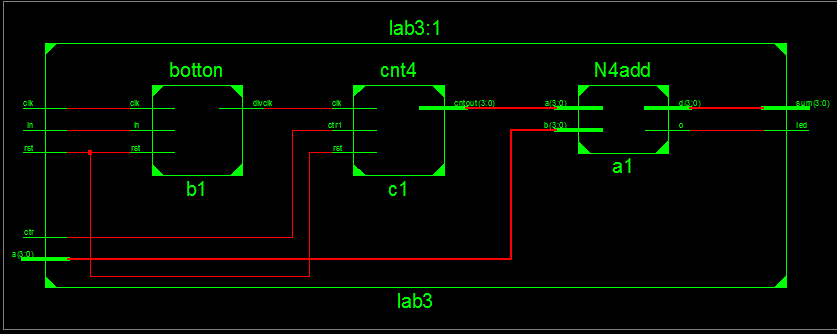 lab3:1
botton
cnt4
N4add
clk
clk
divclk
clk
cntout(3:0)
a(3:0)
d(3:0)
sum(3:0)
in
in
ctr1
b(3:0)
o
led
rst
rst
rst
b1
c1
a1
ctr
a(3:0)
lab3